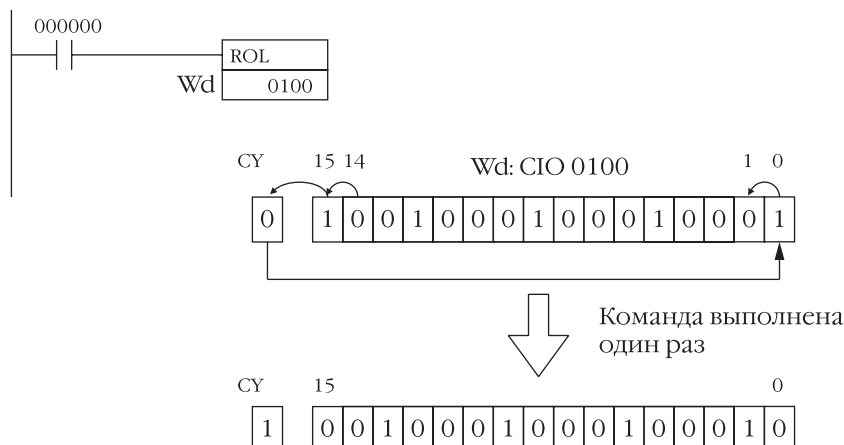 000000
ROL
Wd 0100
CY 15 14 Wd: CIO 0100 1 0
0 1 0 0 1 0 0 0 1 0 0 0 1 0 0 0 1
Команда выполнена
один раз
CY 15 0
1 0 0 1 0 0 0 1 0 0 0 1 0 0 0 1 0